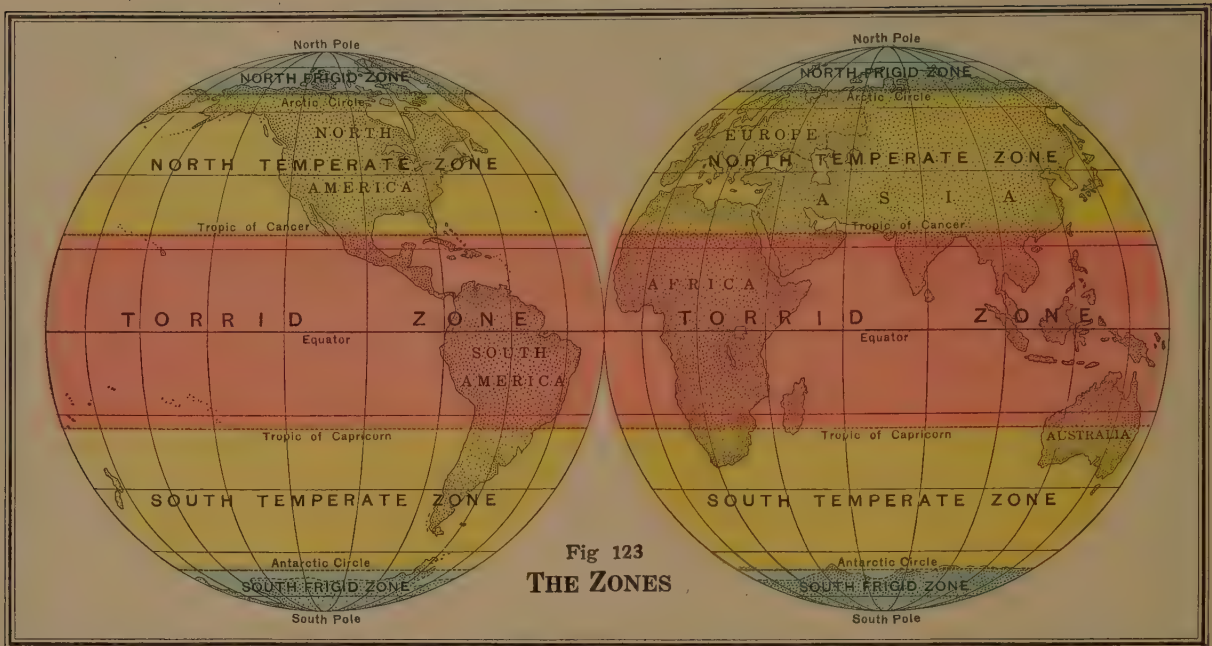 North Pole
NORTH FRIGID ZONE
Arctic Circle
NORTH
NORTH TEMPERATE ZONE
AMERICA
Tropic of Cancer
TORRID ZONE
Equator
SOUTH
AMERICA
Tropic of Capricorn
SOUTH TEMPERATE ZONE
Antarctic Circle
SOUTH FRIGID ZONE
South Pole
North Pole
NORTH FRIGID ZONE
Arctic Circle
EUROPE
NORTH TEMPERATE ZONE
ASIA
Tropic of Cancer
AFRICA
TORRID ZONE
Equator
Tropic of Capricorn
AUSTRALIA
SOUTH TEMPERATE ZONE
Antarctic Circle
SOUTH FRIGID ZONE
South Pole
Fig 123
THE ZONES